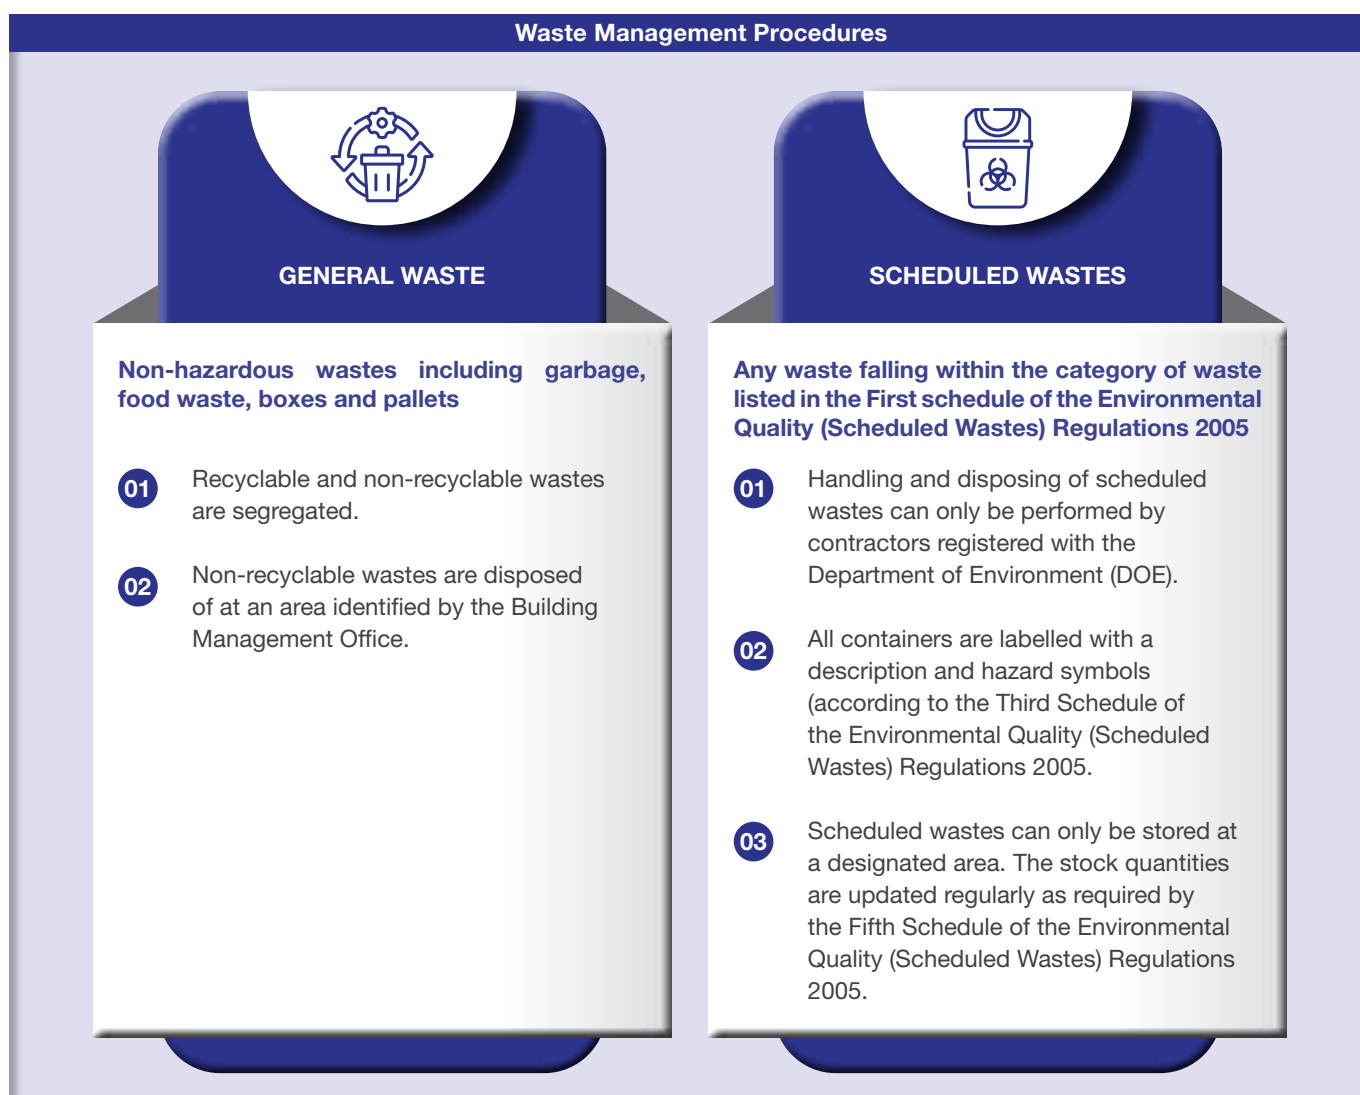 Waste Management Procedures
GENERAL WASTE
Non-hazardous wastes including garbage,
food waste, boxes and pallets
01
Recyclable and non-recyclable wastes
are segregated.
02
Non-recyclable wastes are disposed
of at an area identified by the Building
Management Office.
SCHEDULED WASTES
Any waste falling within the category of waste
listed in the First schedule of the Environmental
Quality (Scheduled Wastes) Regulations 2005
01
Handling and disposing of scheduled
wastes can only be performed by
contractors registered with the
Department of Environment (DOE).
02
All containers are labelled with a
description and hazard symbols
(according to the Third Schedule of
the Environmental Quality (Scheduled
Wastes) Regulations 2005.
03
Scheduled wastes can only be stored at
a designated area. The stock quantities
are updated regularly as required by
the Fifth Schedule of the Environmental
Quality (Scheduled Wastes) Regulations
2005.